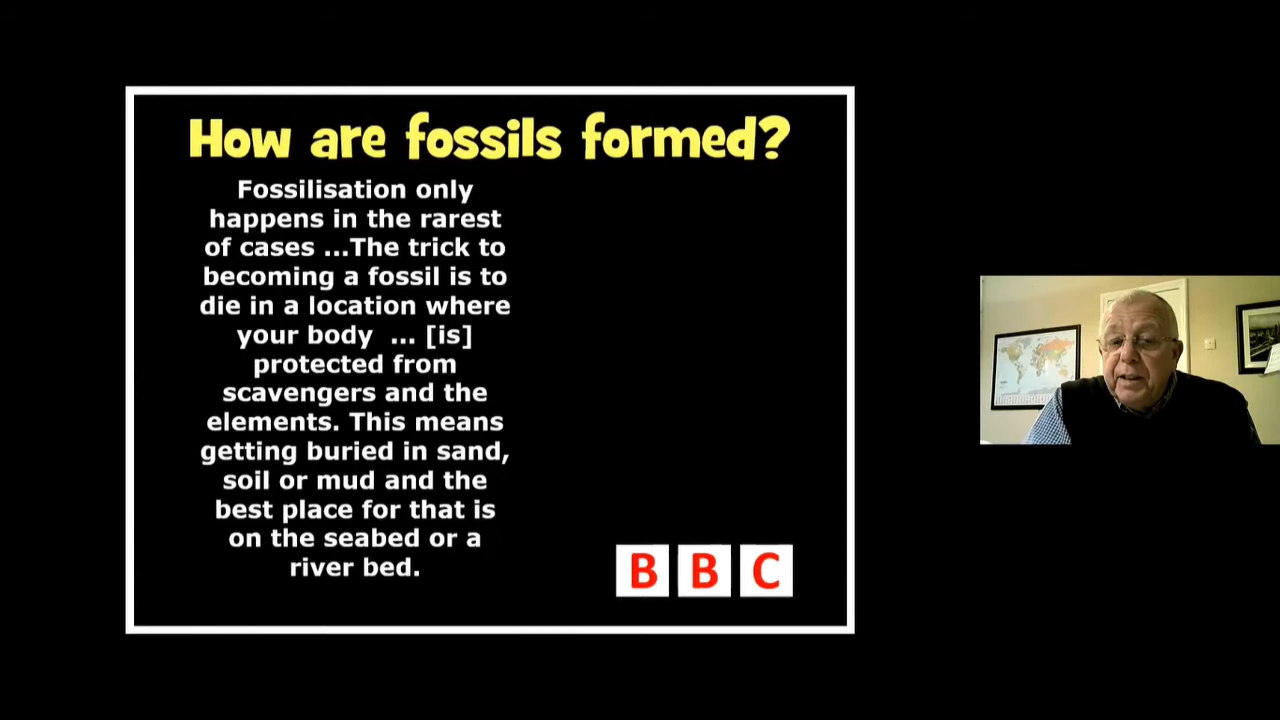 How are fossils formed?
Fossilisation only
happens in the rarest
of cases ...The trick to
becoming a fossil is to
die in a location where
your body ... [is]
protected from
scavengers and the
elements. This means
getting buried in sand,
soil or mud and the
best place for that is
on the seabed or a
river bed.
BBC